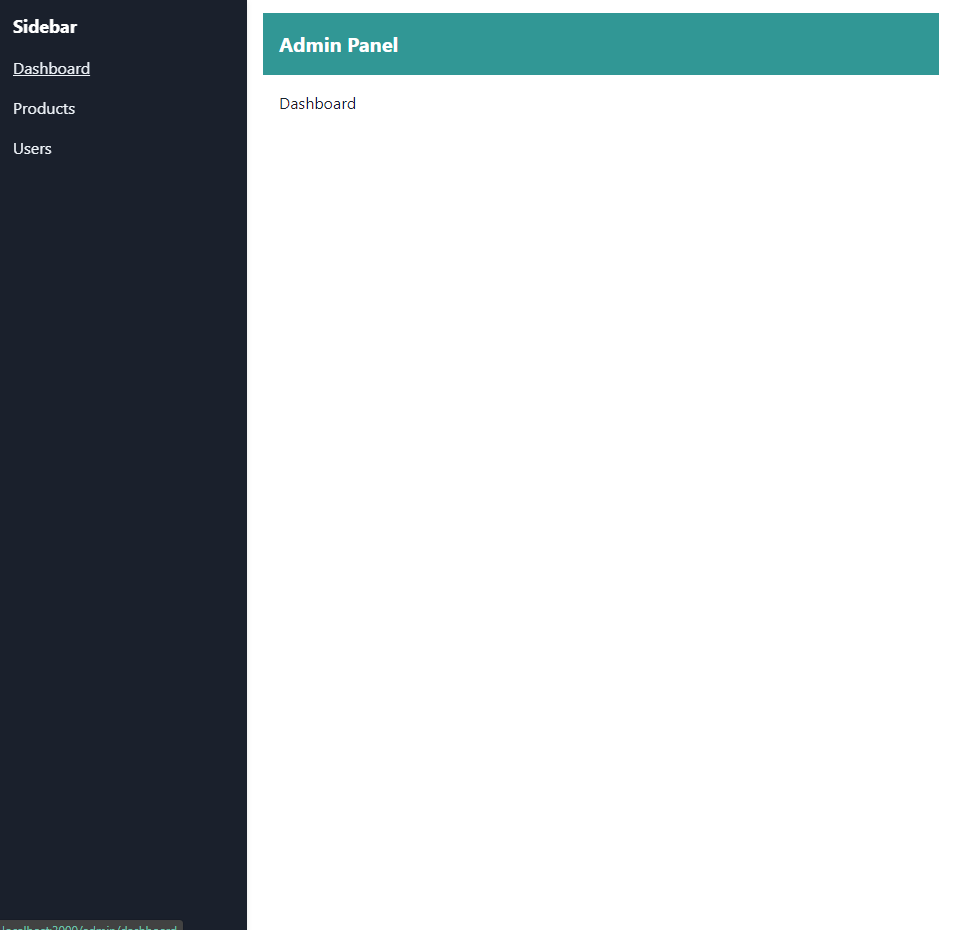 Sidebar
Dashboard
Products
Users
Admin Panel
Dashboard